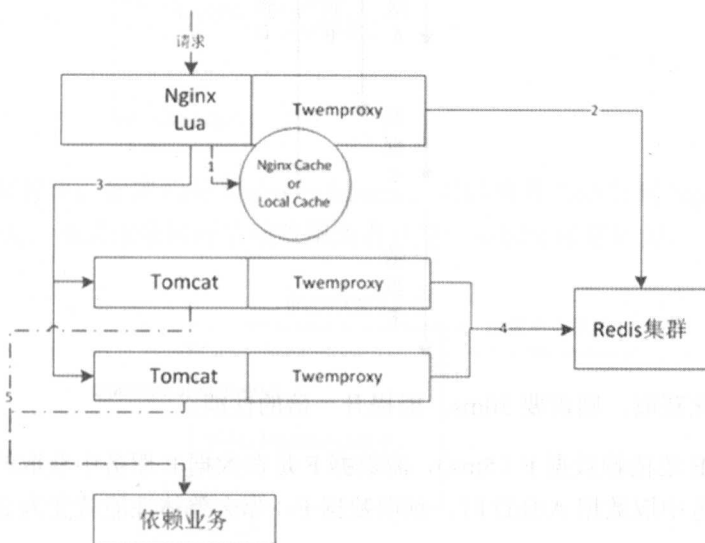 请求
Nginx
Lua
Twemproxy
2
1
3
Nginx Cache
or
Local Cache
Tomcat
Twemproxy
4
Redis集群
Tomcat
Twemproxy
5
依赖业务